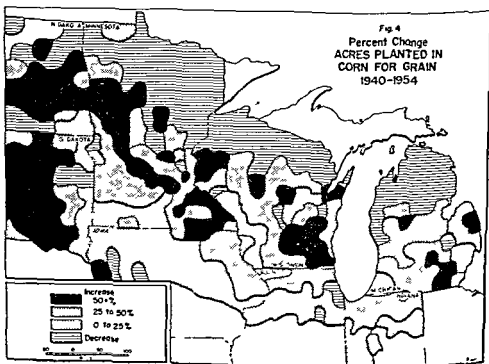 Fig. 4
Percent Change
ACRES PLANTED IN
CORN FOR GRAIN
1940-1954
N. DAKO
MINNESOTA
S. DAKOTA
IOWA
Increase
50+%
25 to 50%
0 to 25%
Decrease